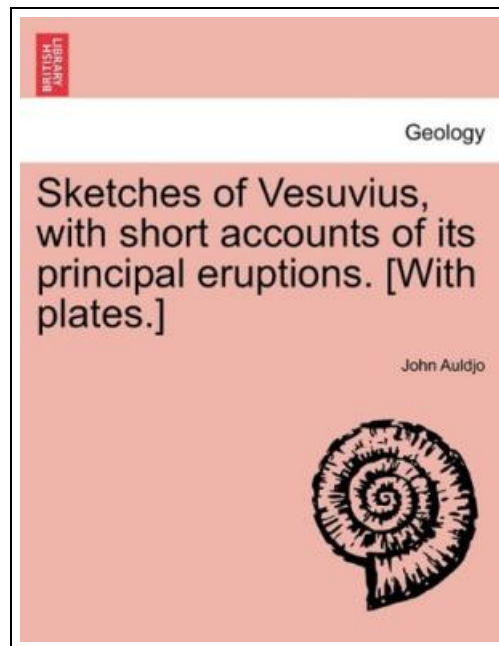 BRITISH
LIBRARY
Geology
Sketches of Vesuvius,
with short accounts of its
principal eruptions. [With
plates.]
John Auldjo